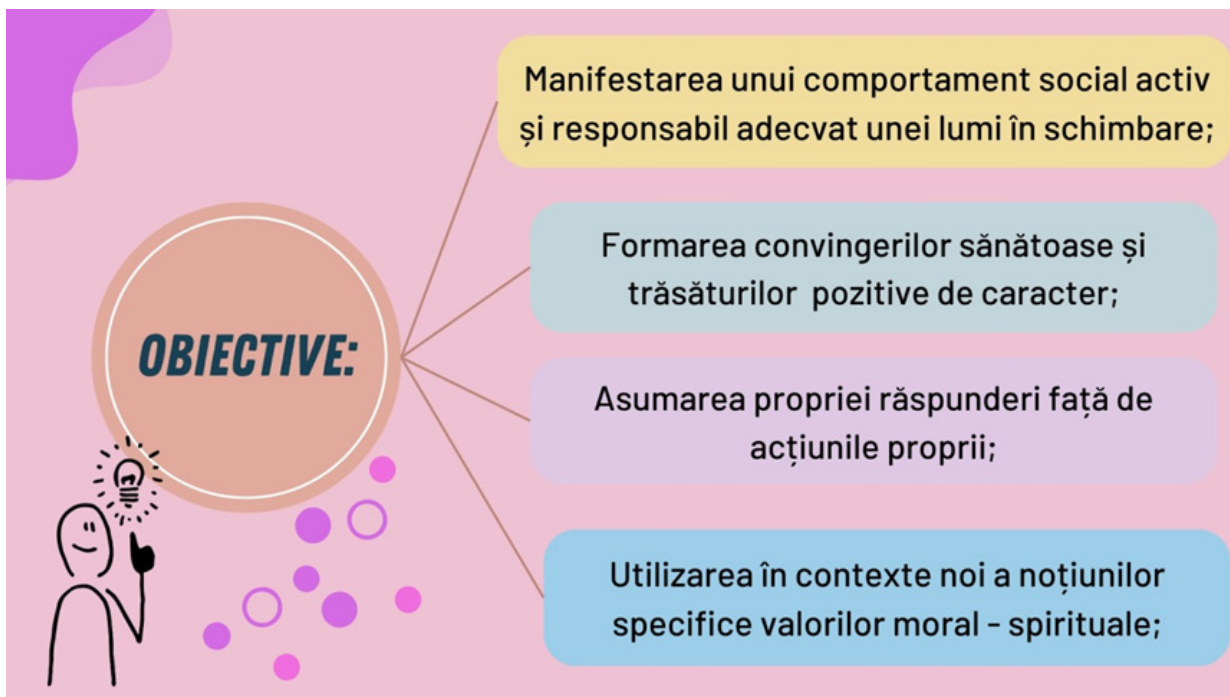 OBIECTIVE:
Manifestarea unui comportament social activ
și responsabil adecvat unei lumi în schimbare;
Formarea convingerilor sănătoase și
trăsăturilor pozitive de caracter;
Asumarea propriei răspunderi față de
acțiunile proprii;
Utilizarea în contexte noi a noțiunilor
specifice valorilor moral - spirituale;